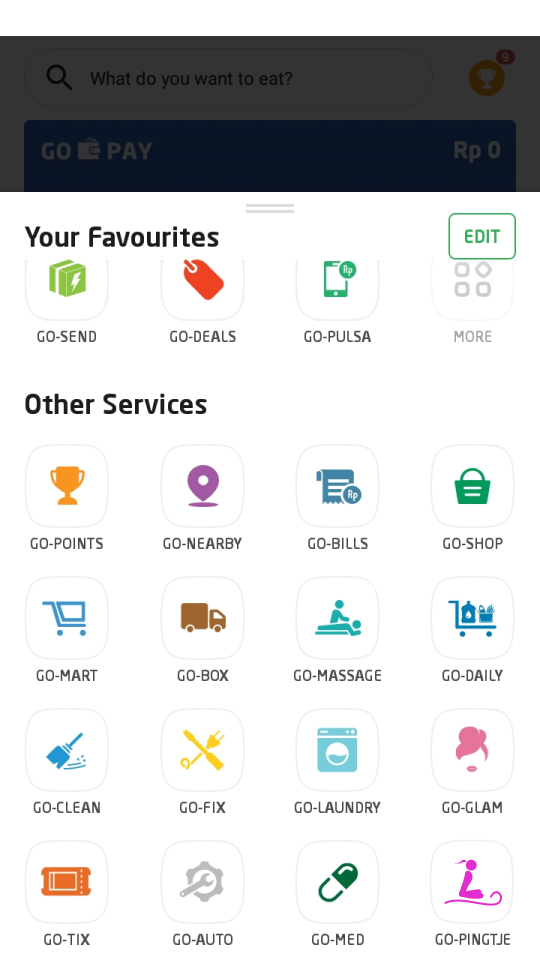 What do you want to eat?
9
GO PAY
Rp 0
Your Favourites
EDIT
Rp
GO-SEND
GO-DEALS
GO-PULSA
MORE
Other Services
Rp
GO-POINTS
GO-NEARBY
GO-BILLS
GO-SHOP
GO-MART
GO-BOX
GO-MASSAGE
GO-DAILY
GO-CLEAN
GO-FIX
GO-LAUNDRY
GO-GLAM
GO-TIX
GO-AUTO
GO-MED
GO-PINGTJE